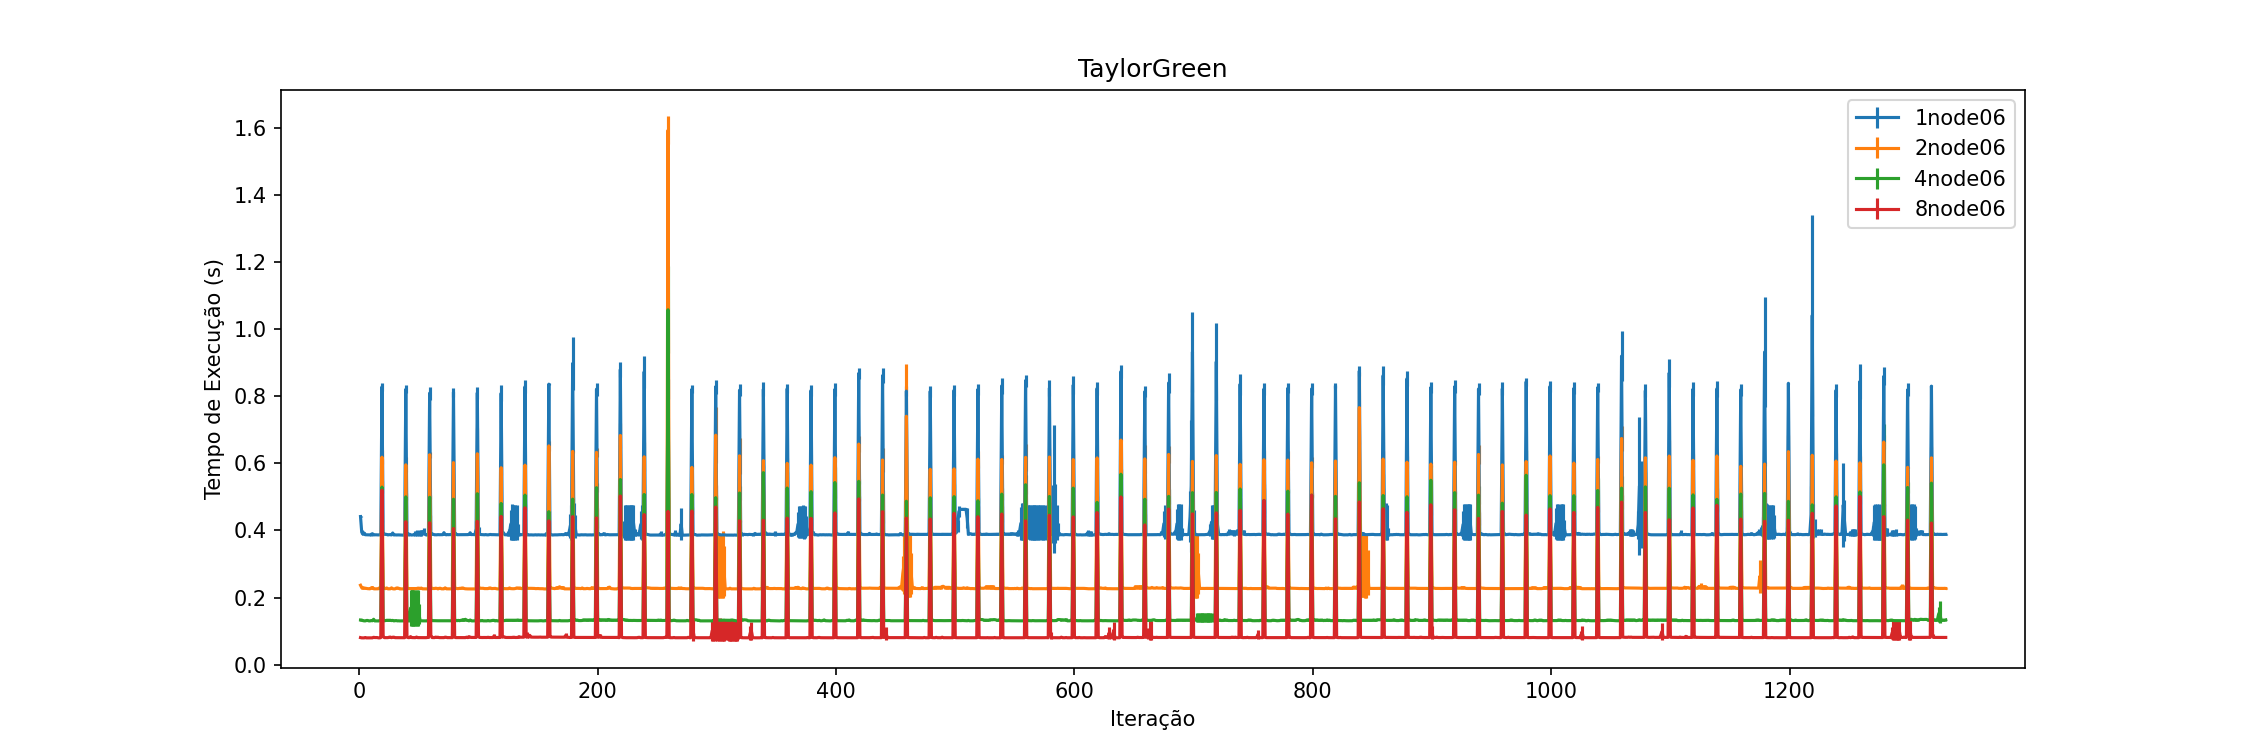 TaylorGreen
1node06
2node06
4node06
8node06
Tempo de Execução (s)
1.6
1.4
1.2
1.0
0.8
0.6
0.4
0.2
0.0
0 200 400 600 800 1000 1200
Iteração